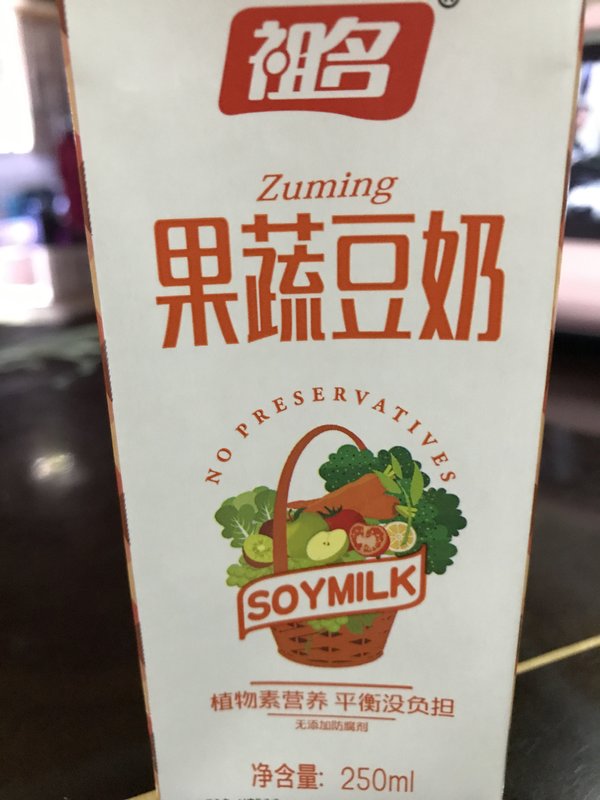 祖名®
Zuming
果蔬豆奶
NO PRESERVATIVES
SOYMILK
植物素营养 平衡没负担
无添加防腐剂
净含量: 250ml